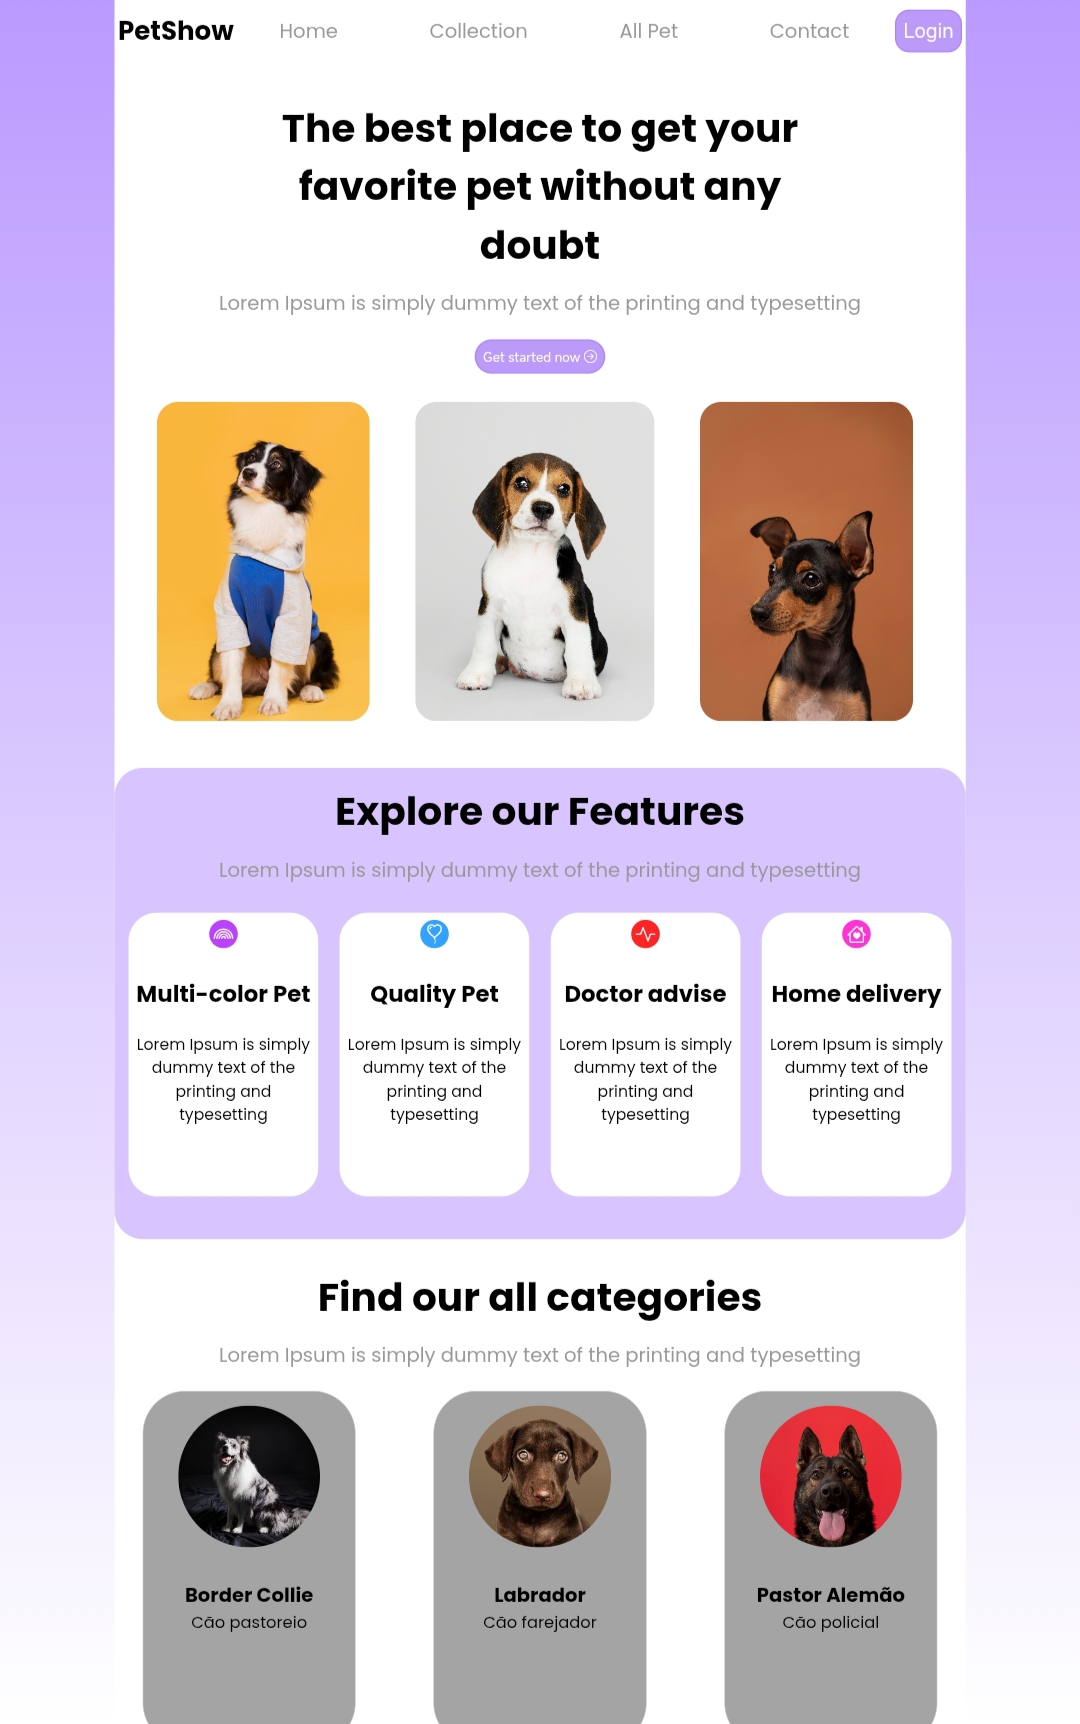 PetShow Home Collection All Pet Contact Login
The best place to get your
favorite pet without any
doubt
Lorem Ipsum is simply dummy text of the printing and typesetting
Get started now
Explore our Features
Lorem Ipsum is simply dummy text of the printing and typesetting
Multi-color Pet
Lorem Ipsum is simply
dummy text of the
printing and
typesetting
Quality Pet
Lorem Ipsum is simply
dummy text of the
printing and
typesetting
Doctor advise
Lorem Ipsum is simply
dummy text of the
printing and
typesetting
Home delivery
Lorem Ipsum is simply
dummy text of the
printing and
typesetting
Find our all categories
Lorem Ipsum is simply dummy text of the printing and typesetting
Border Collie
Cão pastoreio
Labrador
Cão farejador
Pastor Alemão
Cão policial